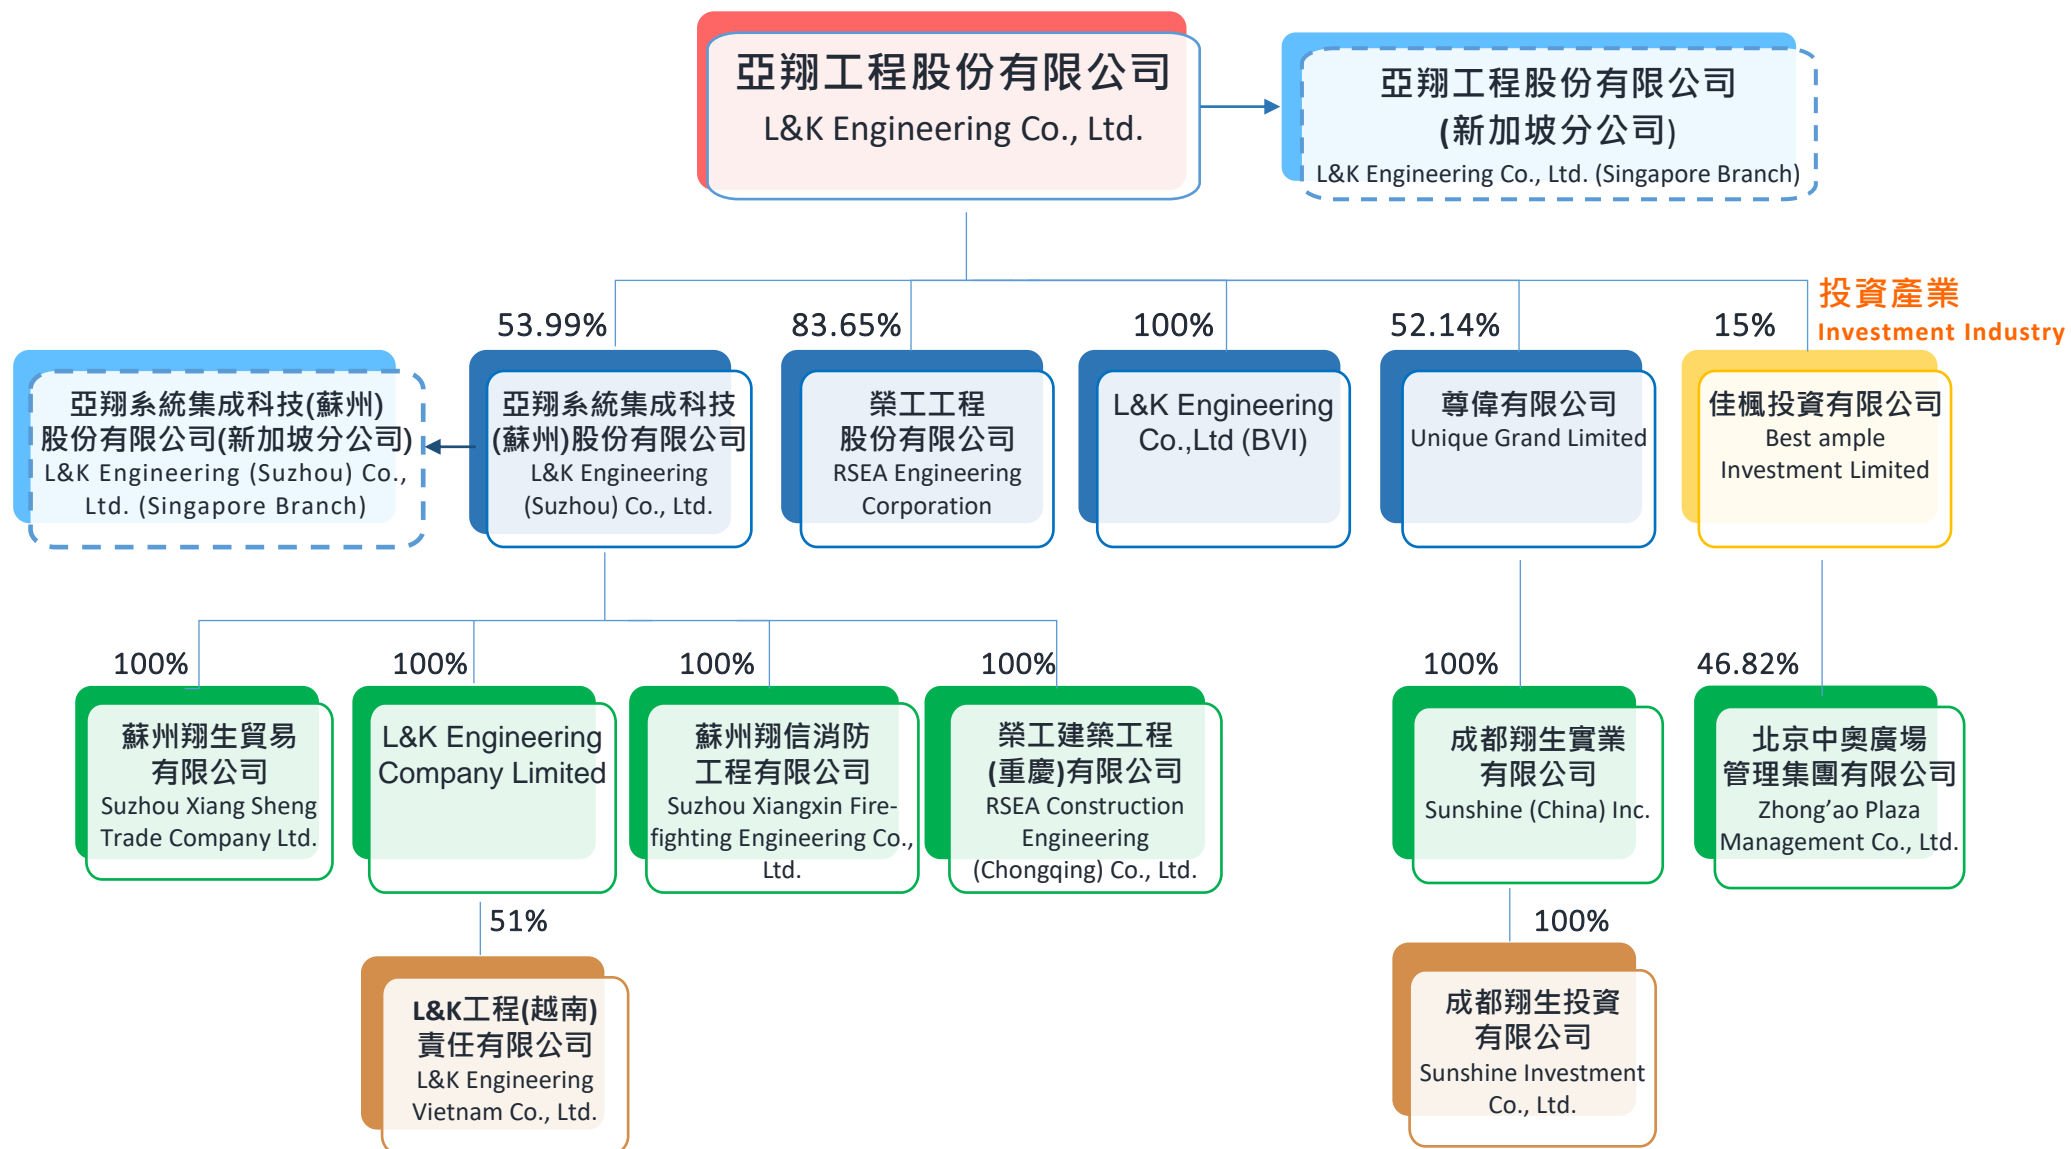 亞翔工程股份有限公司
L&K Engineering Co., Ltd.
亞翔工程股份有限公司
(新加坡分公司)
L&K Engineering Co., Ltd. (Singapore Branch)
投資產業
Investment Industry
53.99%
83.65%
100%
52.14%
15%
亞翔系統集成科技(蘇州)
股份有限公司(新加坡分公司)
L&K Engineering (Suzhou) Co.,
Ltd. (Singapore Branch)
亞翔系統集成科技
(蘇州)股份有限公司
L&K Engineering
(Suzhou) Co., Ltd.
榮工工程
股份有限公司
RSEA Engineering
Corporation
L&K Engineering
Co.,Ltd (BVI)
尊偉有限公司
Unique Grand Limited
佳楓投資有限公司
Best ample
Investment Limited
100%
100%
100%
100%
100%
46.82%
蘇州翔生貿易
有限公司
Suzhou Xiang Sheng
Trade Company Ltd.
L&K Engineering
Company Limited
蘇州翔信消防
工程有限公司
Suzhou Xiangxin Fire-
fighting Engineering Co.,
Ltd.
榮工建築工程
(重慶)有限公司
RSEA Construction
Engineering
(Chongqing) Co., Ltd.
成都翔生實業
有限公司
Sunshine (China) Inc.
北京中奧廣場
管理集團有限公司
Zhong’ao Plaza
Management Co., Ltd.
51%
100%
L&K工程(越南)
責任有限公司
L&K Engineering
Vietnam Co., Ltd.
成都翔生投資
有限公司
Sunshine Investment
Co., Ltd.